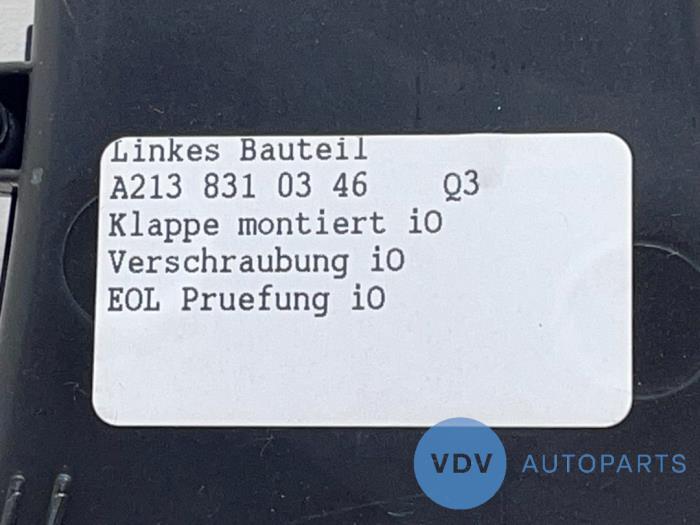 Linkes Bauteil
A213 831 03 46 Q3
Klappe montiert iO
Verschraubung iO
EOL Pruefung iO
VDV AUTOPARTS